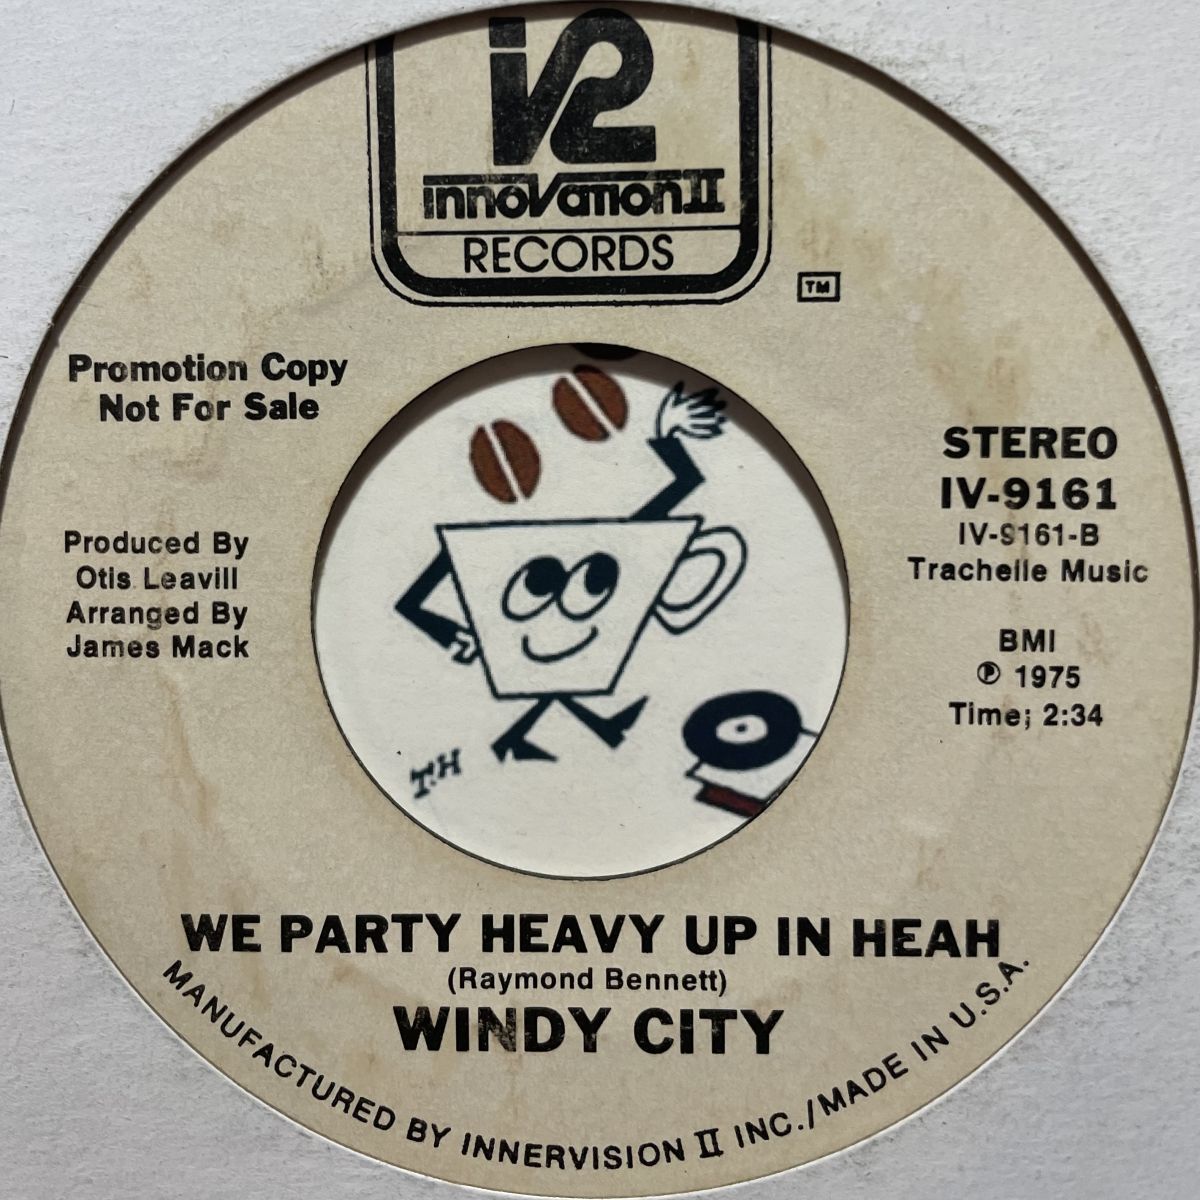 iV2
innovation II
RECORDS
TM
Promotion Copy
Not For Sale
STEREO
IV-9161
IV-9161-B
Trachelle Music
BMI
℗ 1975
Time; 2:34
Produced By
Otis Leavill
Arranged By
James Mack
T.H
WE PARTY HEAVY UP IN HEAH
(Raymond Bennett)
WINDY CITY
MANUFACTURED BY INNERVISION II INC./MADE IN U.S.A.